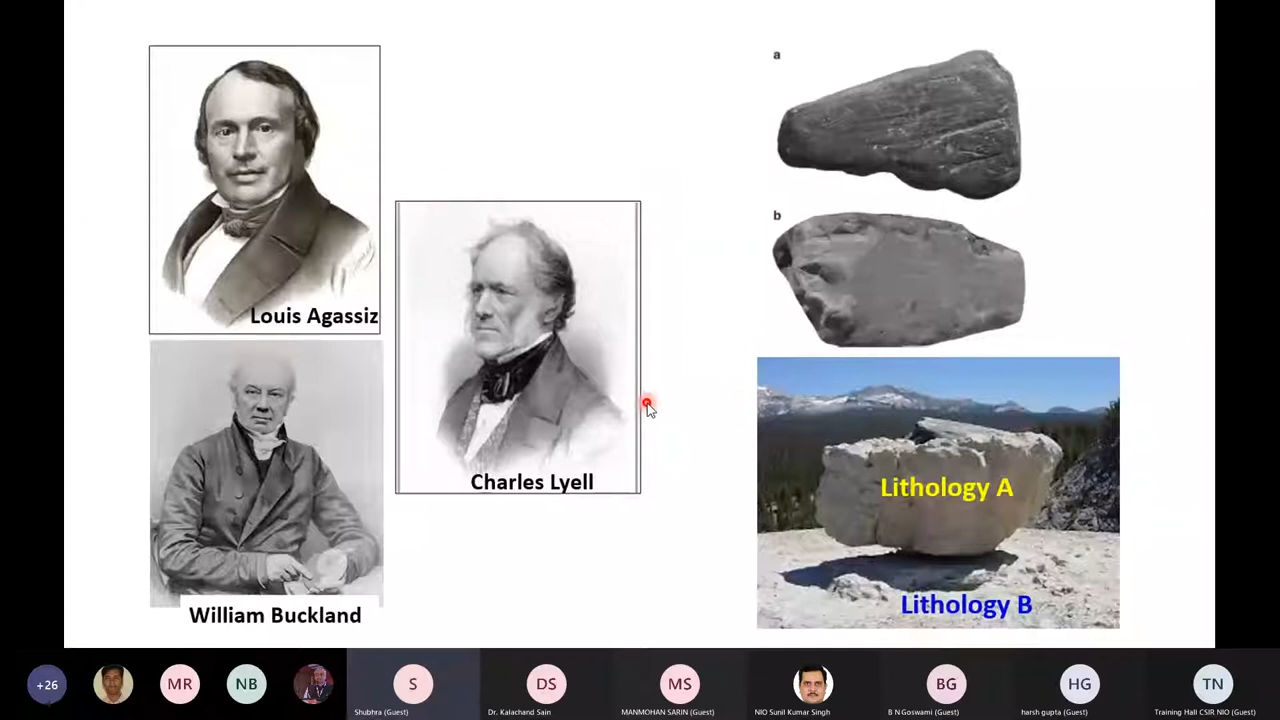 Louis Agassiz
William Buckland
Charles Lyell
a
b
Lithology A
Lithology B
+26
MR
NB
S
Shubhra (Guest)
DS
Dr. Kalachand Sain
MS
MANMOHAN SARIN (Guest)
NIO Sunil Kumar Singh
BG
B N Goswami (Guest)
HG
harsh gupta (Guest)
TN
Training Hall CSIR NIO (Guest)